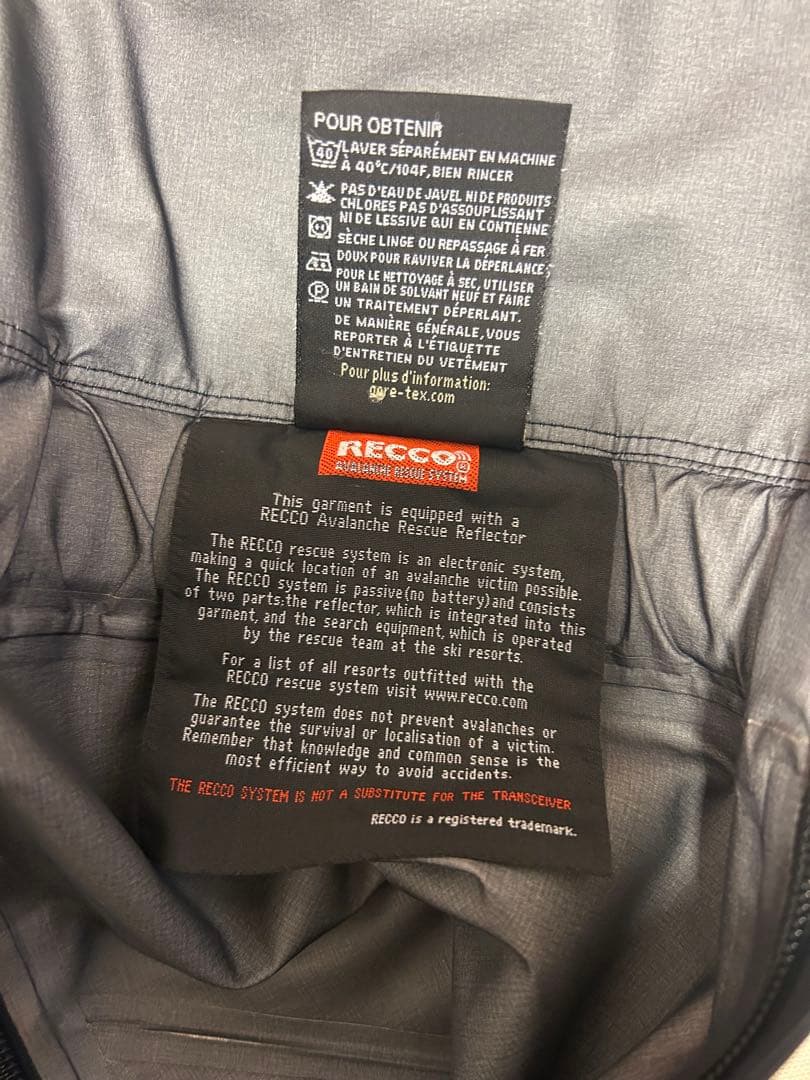 POUR OBTENIR
40 LAVER SÉPARÉMENT EN MACHINE
À 40°C/104F, BIEN RINCER
PAS D'EAU DE JAVEL NI DE PRODUITS
CHLORES PAS D'ASSOUPLISSANT
NI DE LESSIVE QUI EN CONTIENNE
SÈCHE LINGE OU REPASSAGE À FER
DOUX POUR RAVIVER LA DÉPERLANCE;
POUR LE NETTOYAGE À SEC, UTILISER
P UN BAIN DE SOLVANT NEUF ET FAIRE
UN TRAITEMENT DÉPERLANT.
DE MANIÈRE GÉNÉRALE, VOUS
REPORTER À L'ÉTIQUETTE
D'ENTRETIEN DU VETÊMENT
Pour plus d'information:
gore-tex.com
RECCO®
AVALANCHE RESCUE SYSTEM
This garment is equipped with a
RECCO Avalanche Rescue Reflector
The RECCO rescue system is an electronic system,
making a quick location of an avalanche victim possible.
The RECCO system is passive(no battery)and consists
of two parts:the reflector, which is integrated into this
garment, and the search equipment, which is operated
by the rescue team at the ski resorts.
For a list of all resorts outfitted with the
RECCO rescue system visit www.recco.com
The RECCO system does not prevent avalanches or
guarantee the survival or localisation of a victim.
Remember that knowledge and common sense is the
most efficient way to avoid accidents.
THE RECCO SYSTEM IS NOT A SUBSTITUTE FOR THE TRANSCEIVER
RECCO is a registered trademark.